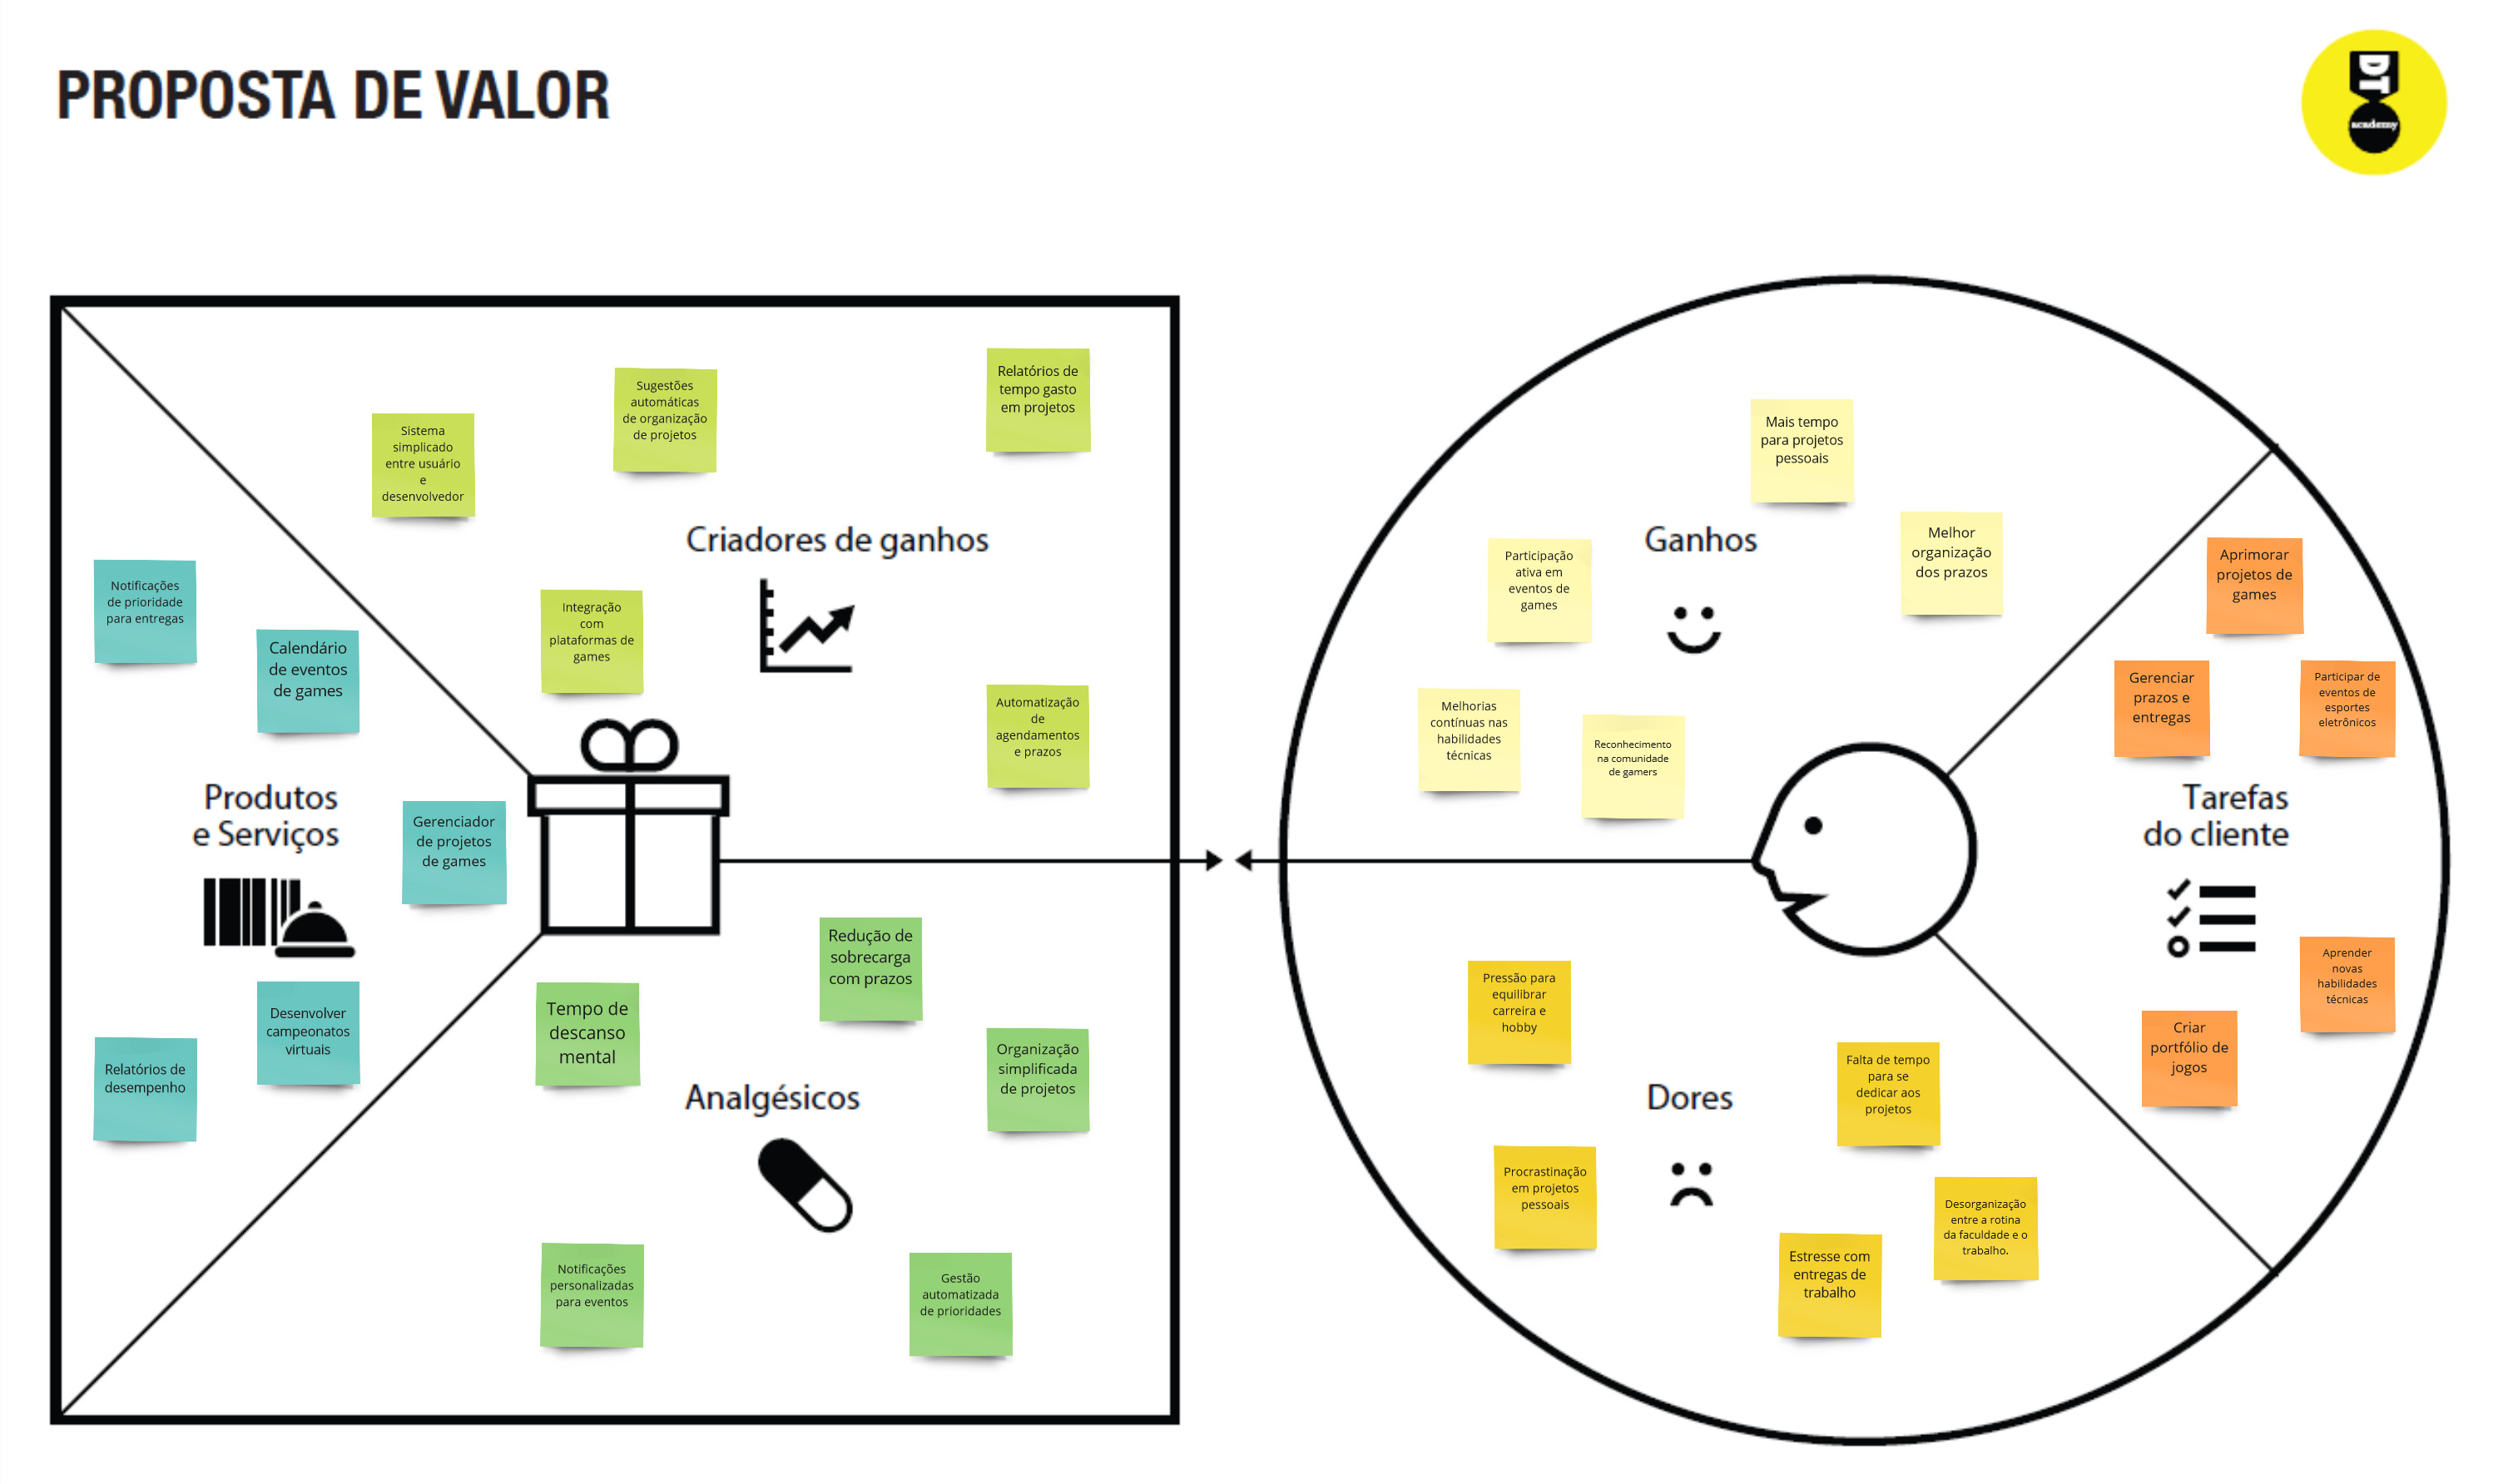 PROPOSTA DE VALOR
DT
academy
Sistema
simplicado
entre usuário
e
desenvolvedor
Sugestões
automáticas
de organização
de projetos
Relatórios de
tempo gasto
em projetos
Criadores de ganhos
Integração
com
plataformas de
games
Automatização
de
agendamentos
e prazos
Notificações
de prioridade
para entregas
Calendário
de eventos
de games
Produtos
e Serviços
Gerenciador
de projetos
de games
Desenvolver
campeonatos
virtuais
Relatórios de
desempenho
Redução de
sobrecarga
com prazos
Tempo de
descanso
mental
Organização
simplificada
de projetos
Analgésicos
Notificações
personalizadas
para eventos
Gestão
automatizada
de prioridades
Mais tempo
para projetos
pessoais
Ganhos
Melhor
organização
dos prazos
Participação
ativa em
eventos de
games
Melhorias
contínuas nas
habilidades
técnicas
Reconhecimento
na comunidade
de gamers
Aprimorar
projetos de
games
Gerenciar
prazos e
entregas
Participar de
eventos de
esportes
eletrônicos
Tarefas
do cliente
Aprender
novas
habilidades
técnicas
Criar
portfólio de
jogos
Pressão para
equilibrar
carreira e
hobby
Falta de tempo
para se
dedicar aos
projetos
Dores
Procrastinação
em projetos
pessoais
Desorganização
entre a rotina
da faculdade e o
trabalho.
Estresse com
entregas de
trabalho